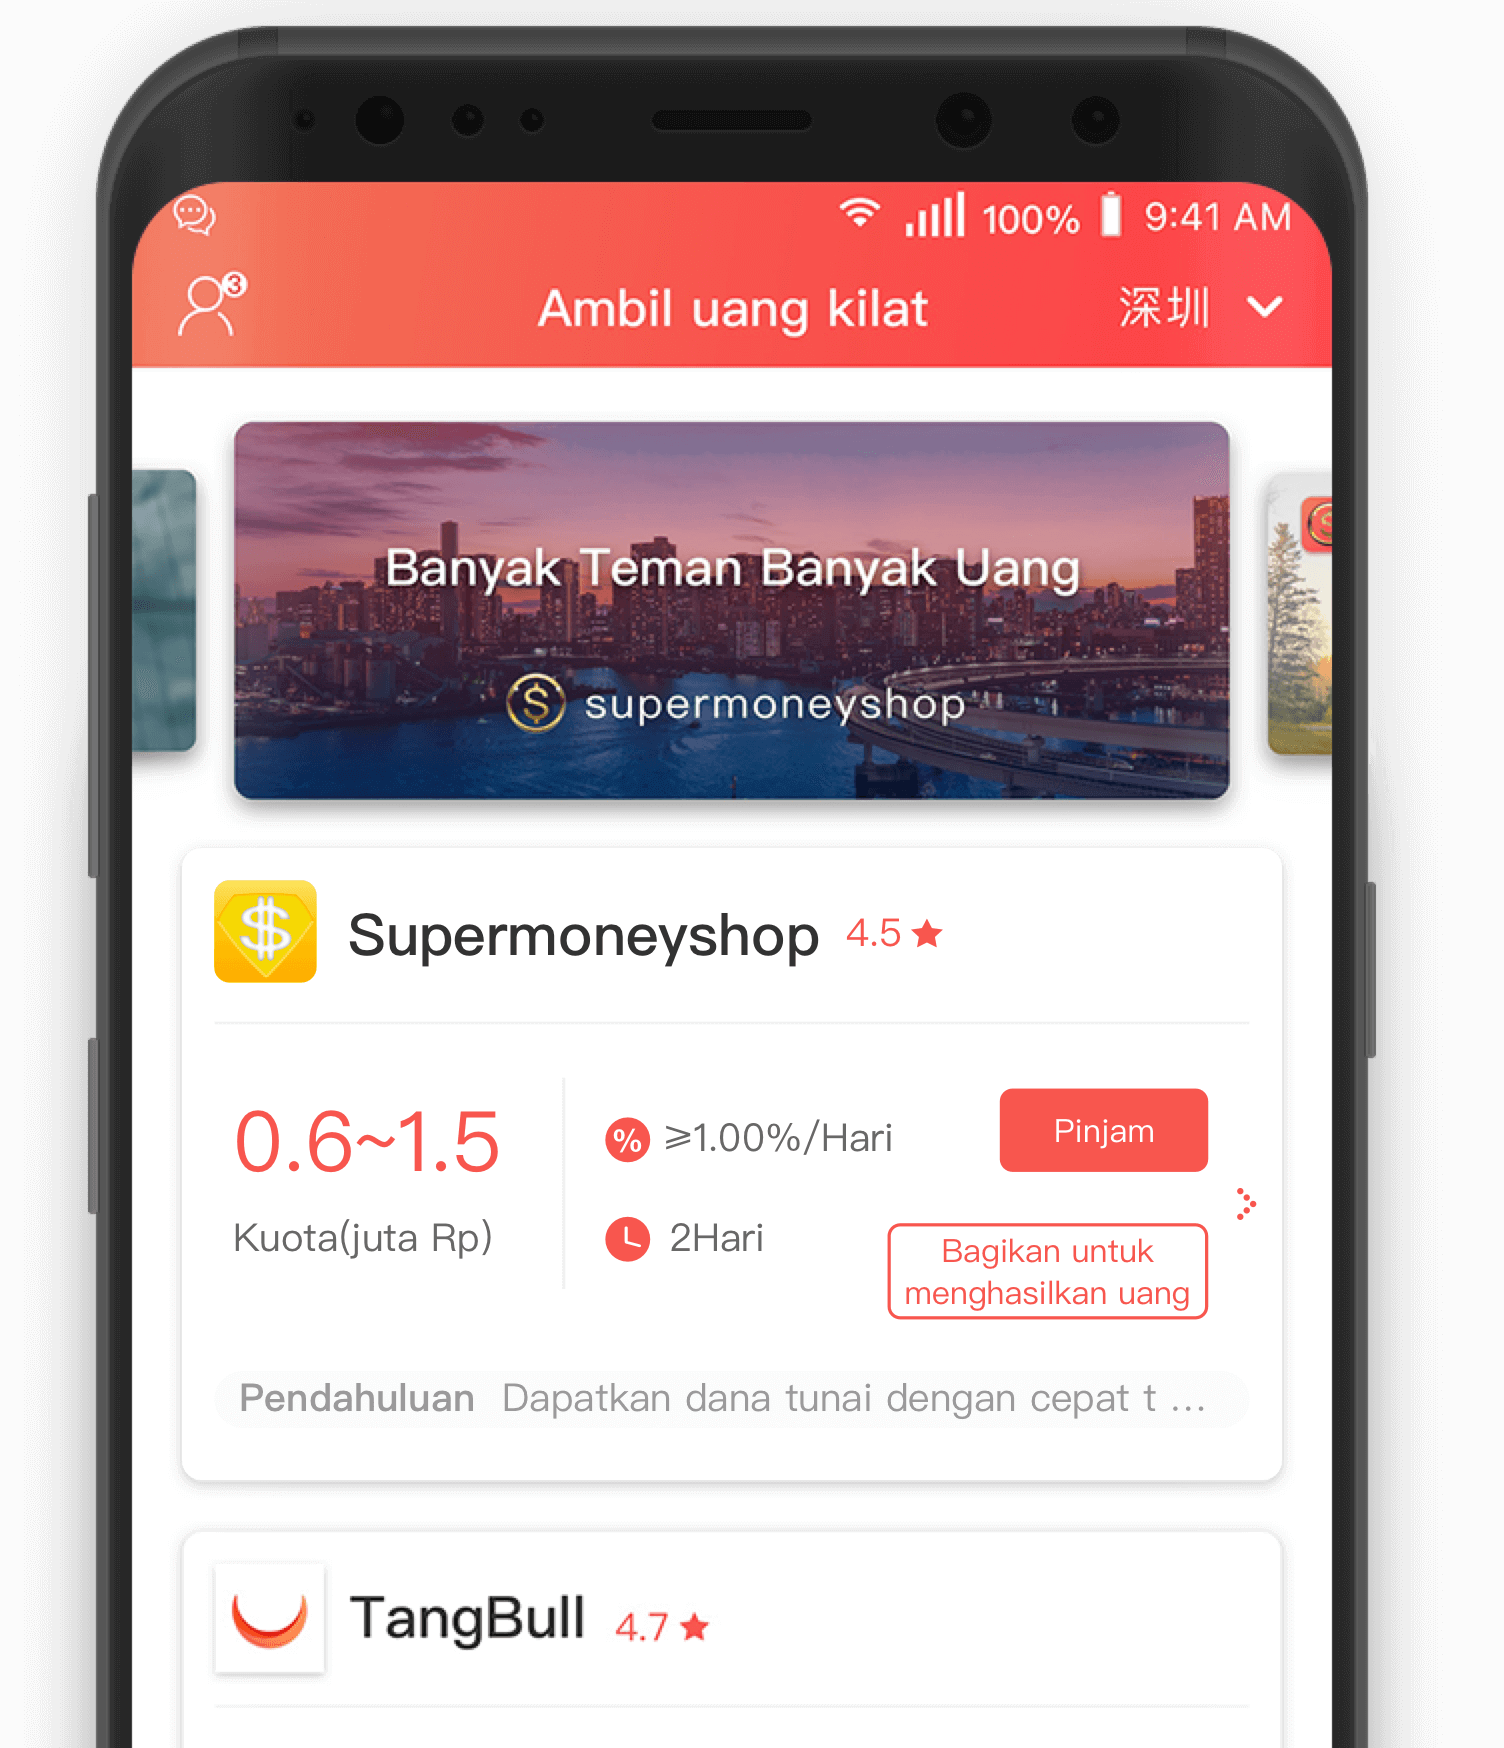 100% 9:41 AM
3
Ambil uang kilat
深圳
Banyak Teman Banyak Uang
supermoneyshop
Supermoneyshop 4.5
0.6~1.5
Kuota(juta Rp)
% ⩾1.00%/Hari
2Hari
Pinjam
Bagikan untuk
menghasilkan uang
Pendahuluan Dapatkan dana tunai dengan cepat t ...
TangBull 4.7